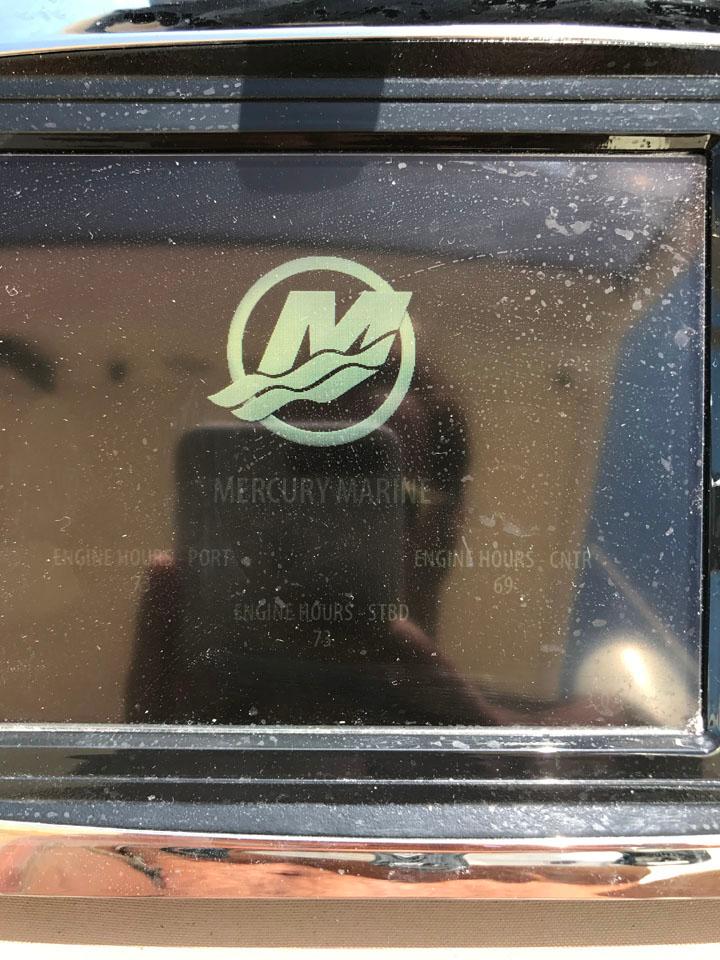 M
MERCURY MARINE
ENGINE HOURS - PORT
ENGINE HOURS - CNTR
69
ENGINE HOURS - STBD
73